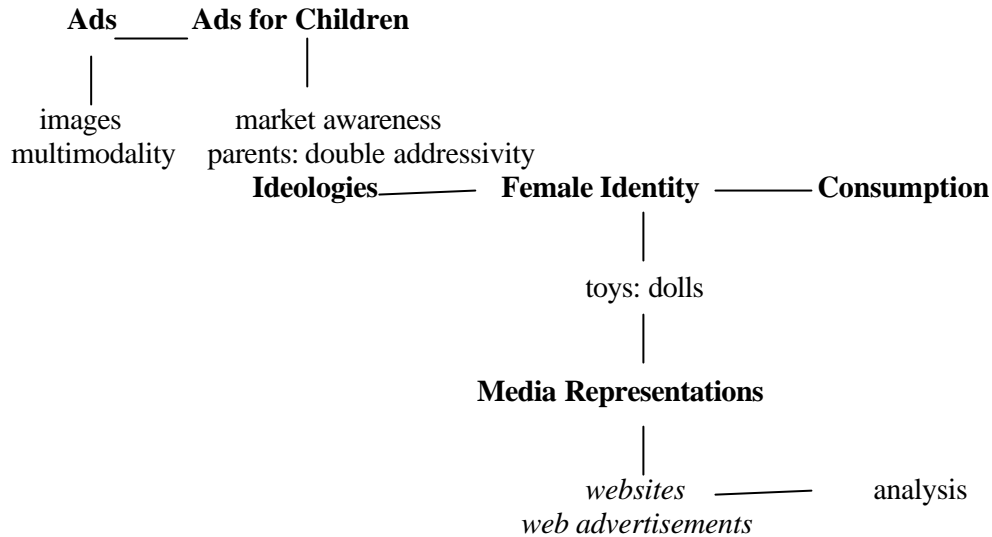 Ads Ads for Children
images market awareness
multimodality parents: double addressivity
Ideologies Female Identity Consumption
toys: dolls
Media Representations
websites analysis
web advertisements